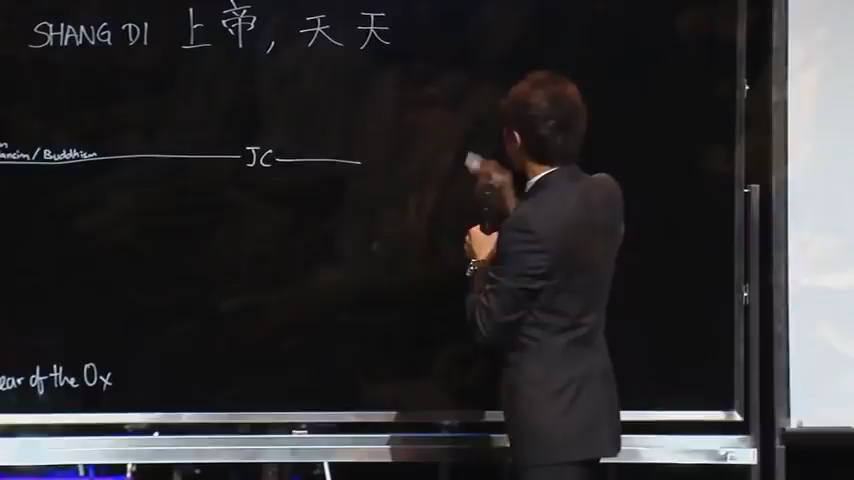 SHANG DI 上帝, 天天
/ Buddhism JC
of the Ox